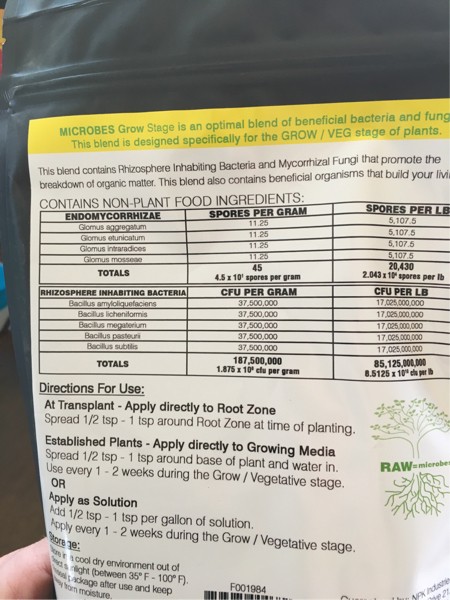 MICROBES Grow Stage is an optimal blend of beneficial bacteria and fung
This blend is designed specifically for the GROW / VEG stage of plants.
This blend contains Rhizosphere Inhabiting Bacteria and Mycorrhizal Fungi that promote the
breakdown of organic matter. This blend also contains beneficial organisms that build your livi
CONTAINS NON-PLANT FOOD INGREDIENTS:
ENDOMYCORRHIZAE SPORES PER GRAM SPORES PER LB
Glomus aggregatum 11.25 5,107.5
Glomus etunicatum 11.25 5,107.5
Glomus intraradices 11.25 5,107.5
Glomus mosseae 11.25 5,107.5
TOTALS 45 20,430
4.5 x 10¹ spores per gram 2.043 x 10⁴ spores per lb
RHIZOSPHERE INHABITING BACTERIA CFU PER GRAM CFU PER LB
Bacillus amyloliquefaciens 37,500,000 17,025,000,000
Bacillus licheniformis 37,500,000 17,025,000,000
Bacillus megaterium 37,500,000 17,025,000,000
Bacillus pasteurii 37,500,000 17,025,000,000
Bacillus subtilis 37,500,000 17,025,000,000
TOTALS 187,500,000 85,125,000,000
1.875 x 10⁸ cfu per gram 8.5125 x 10¹⁰ cfu per lb
Directions For Use:
At Transplant - Apply directly to Root Zone
Spread 1/2 tsp - 1 tsp around Root Zone at time of planting.
Established Plants - Apply directly to Growing Media
Spread 1/2 tsp - 1 tsp around base of plant and water in.
Use every 1 - 2 weeks during the Grow / Vegetative stage.
OR
Apply as Solution
Add 1/2 tsp - 1 tsp per gallon of solution.
Apply every 1 - 2 weeks during the Grow / Vegetative stage.
RAW microbes
Storage:
in a cool dry environment out of
light (between 35° F - 100° F).
package after use and keep
from moisture.
F001984
NPK Industrie